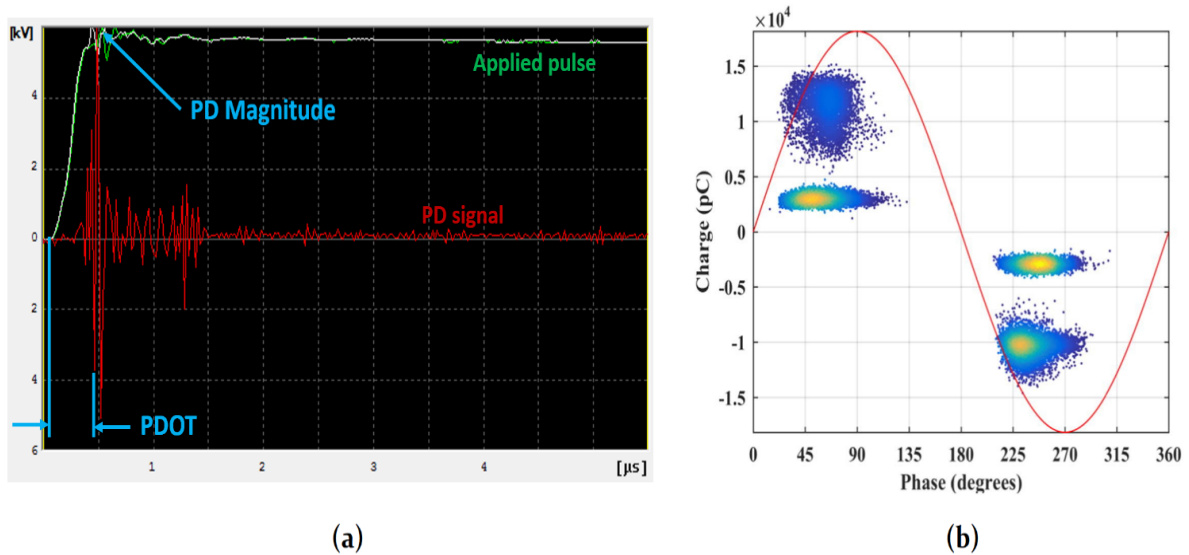 [kV]
4
2
0
2
4
6
1
2
3
4
[µs]
Applied pulse
PD Magnitude
PD signal
PDOT
(a)
×10⁴
1.5
1
0.5
0
-0.5
-1
-1.5
Charge (pC)
0 45 90 135 180 225 270 315 360
Phase (degrees)
(b)